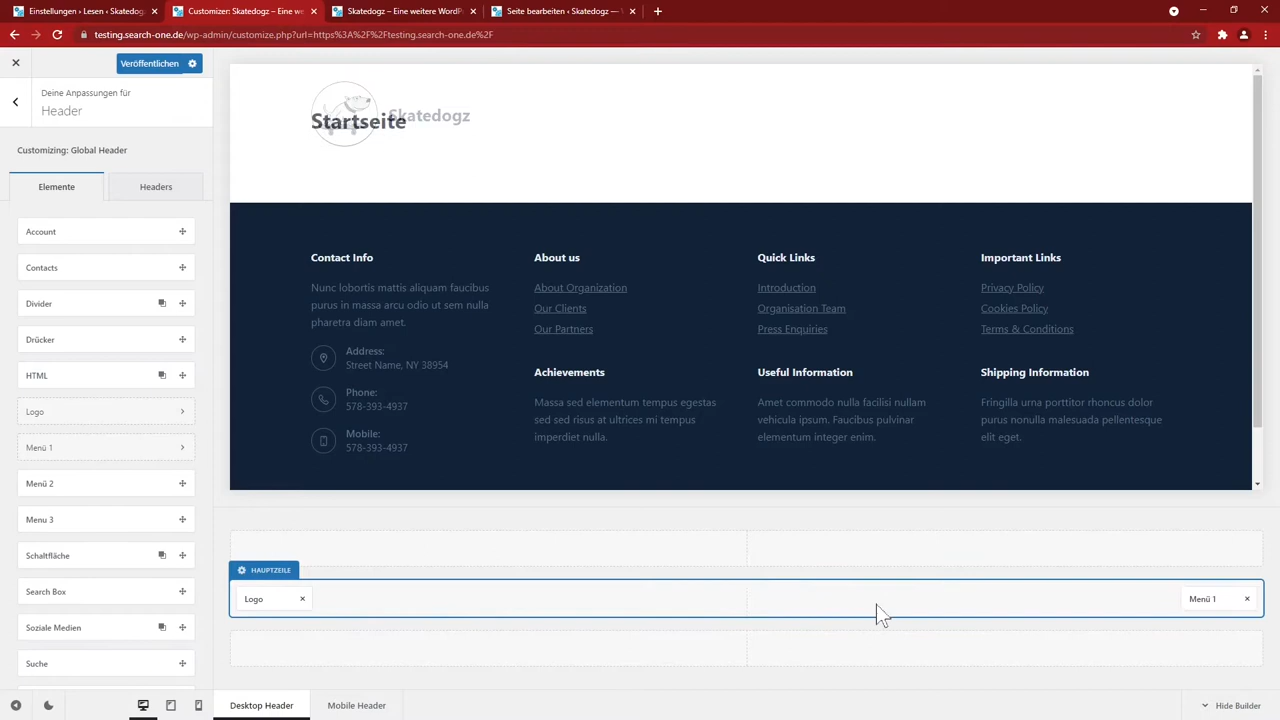 Einstellungen ‹ Lesen ‹ Skatedogz
Customizer: Skatedogz – Eine we
Skatedogz – Eine weitere WordP
Seite bearbeiten ‹ Skatedogz — 
testing.search-one.de/wp-admin/customize.php?url=https%3A%2F%2Ftesting.search-one.de%2F
Veröffentlichen
Deine Anpassungen für
Header
Customizing: Global Header
Elemente
Headers
Account
Contacts
Divider
Drücker
HTML
Logo
Menü 1
Menü 2
Menu 3
Schaltfläche
Search Box
Soziale Medien
Suche
Skatedogz
Startseite
Contact Info
Nunc lobortis mattis aliquam faucibus
purus in massa arcu odio ut sem nulla
pharetra diam amet.
Address:
Street Name, NY 38954
Phone:
578-393-4937
Mobile:
578-393-4937
About us
About Organization
Our Clients
Our Partners
Achievements
Massa sed elementum tempus egestas
sed sed risus at ultrices mi tempus
imperdiet nulla.
Quick Links
Introduction
Organisation Team
Press Enquiries
Useful Information
Amet commodo nulla facilisi nullam
vehicula ipsum. Faucibus pulvinar
elementum integer enim.
Important Links
Privacy Policy
Cookies Policy
Terms & Conditions
Shipping Information
Fringilla urna porttitor rhoncus dolor
purus nonulla malesuada pellentesque
elit eget.
HAUPTZEILE
Logo
Menü 1
Desktop Header
Mobile Header
Hide Builder